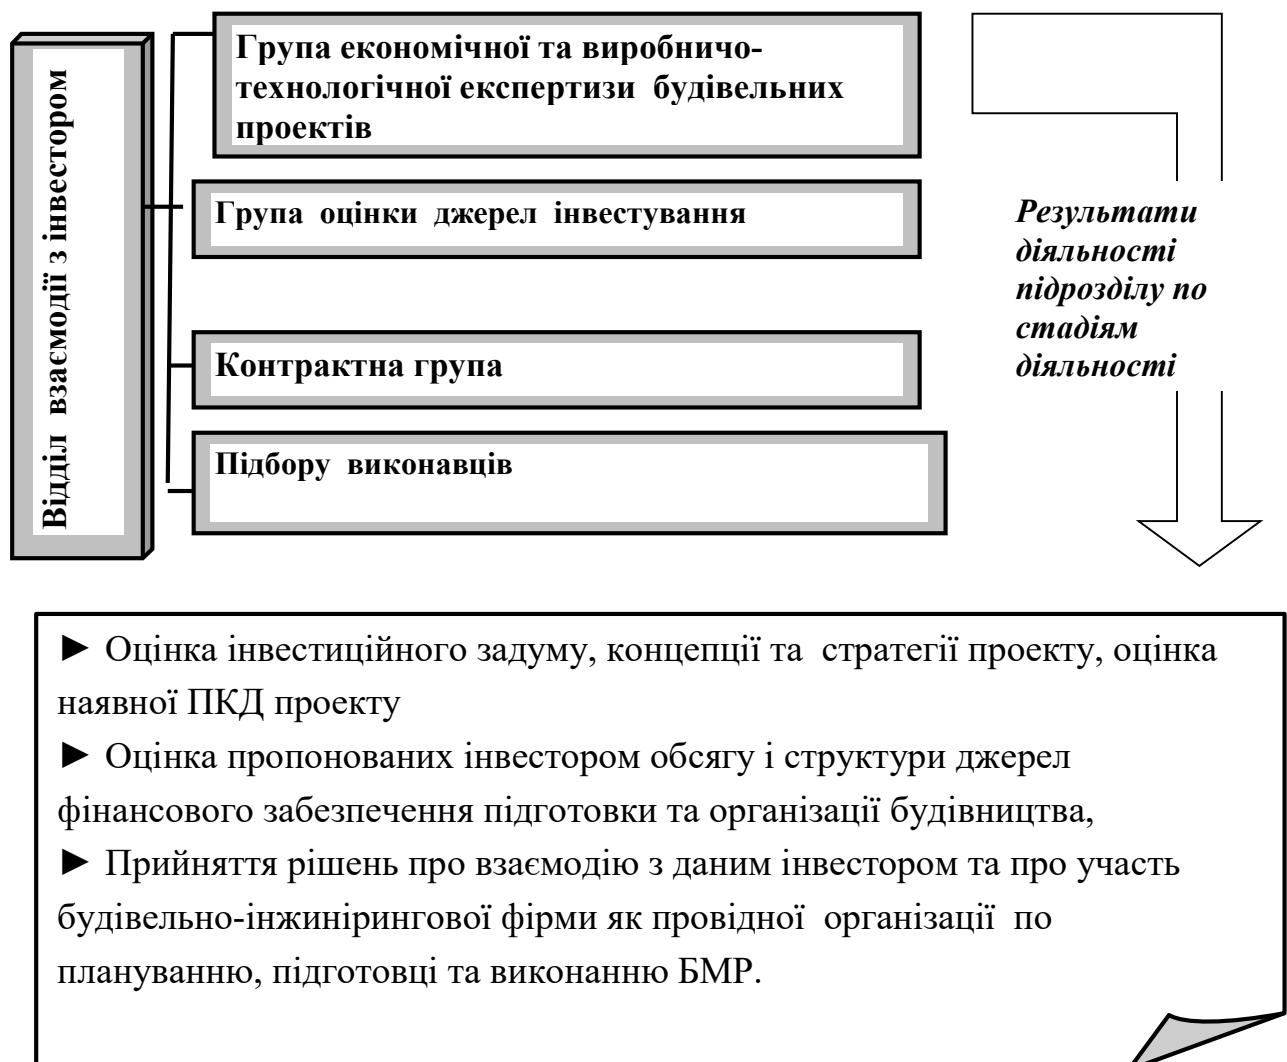 Відділ взаємодії з інвестором
Група економічної та виробничо-
технологічної експертизи будівельних
проектів
Група оцінки джерел інвестування
Контрактна група
Підбору виконавців
Результати
діяльності
підрозділу по
стадіям
діяльності
► Оцінка інвестиційного задуму, концепції та стратегії проекту, оцінка
наявної ПКД проекту
► Оцінка пропонованих інвестором обсягу і структури джерел
фінансового забезпечення підготовки та організації будівництва,
► Прийняття рішень про взаємодію з даним інвестором та про участь
будівельно-інжинірингової фірми як провідної організації по
плануванню, підготовці та виконанню БМР.